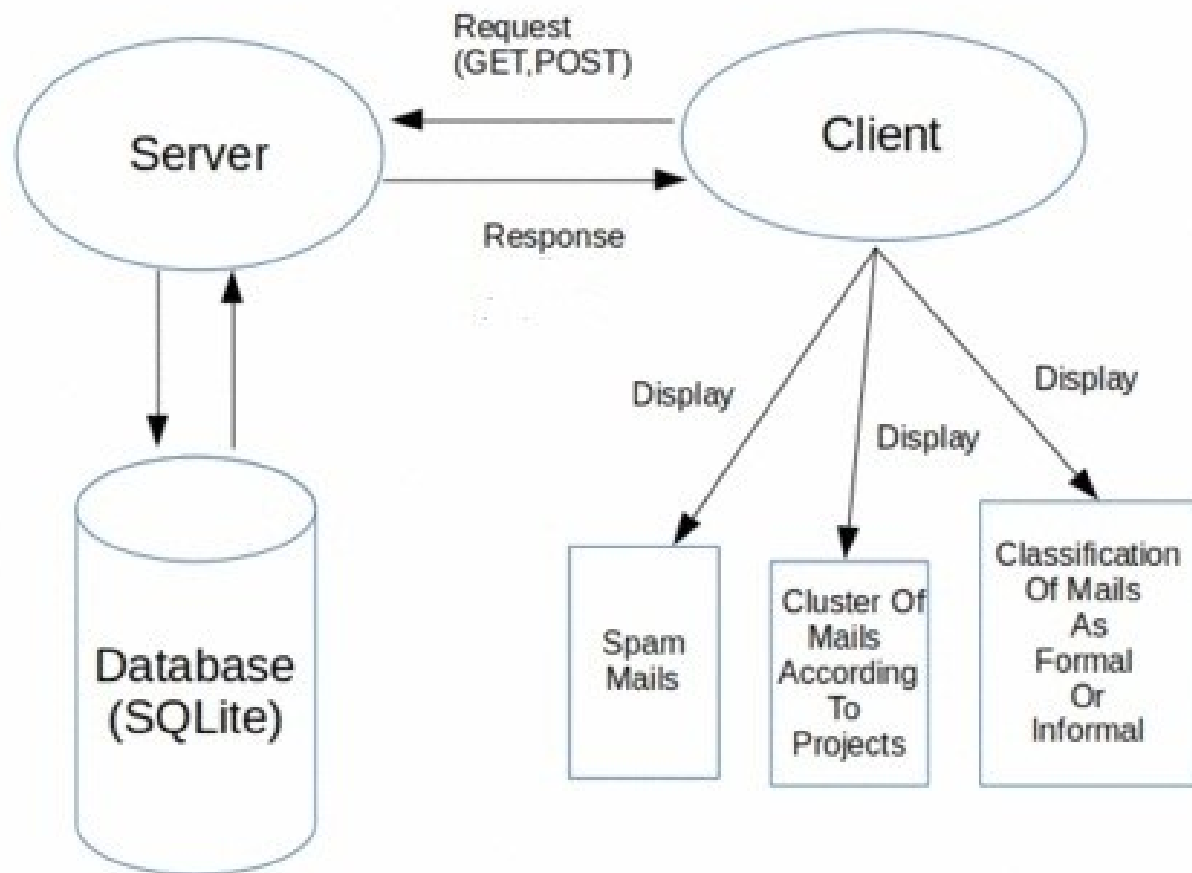 Request
(GET,POST)
Server
Client
Response
Display
Display
Display
Database
(SQLite)
Spam
Mails
Cluster Of
Mails
According
To
Projects
Classification
Of Mails
As
Formal
Or
Informal